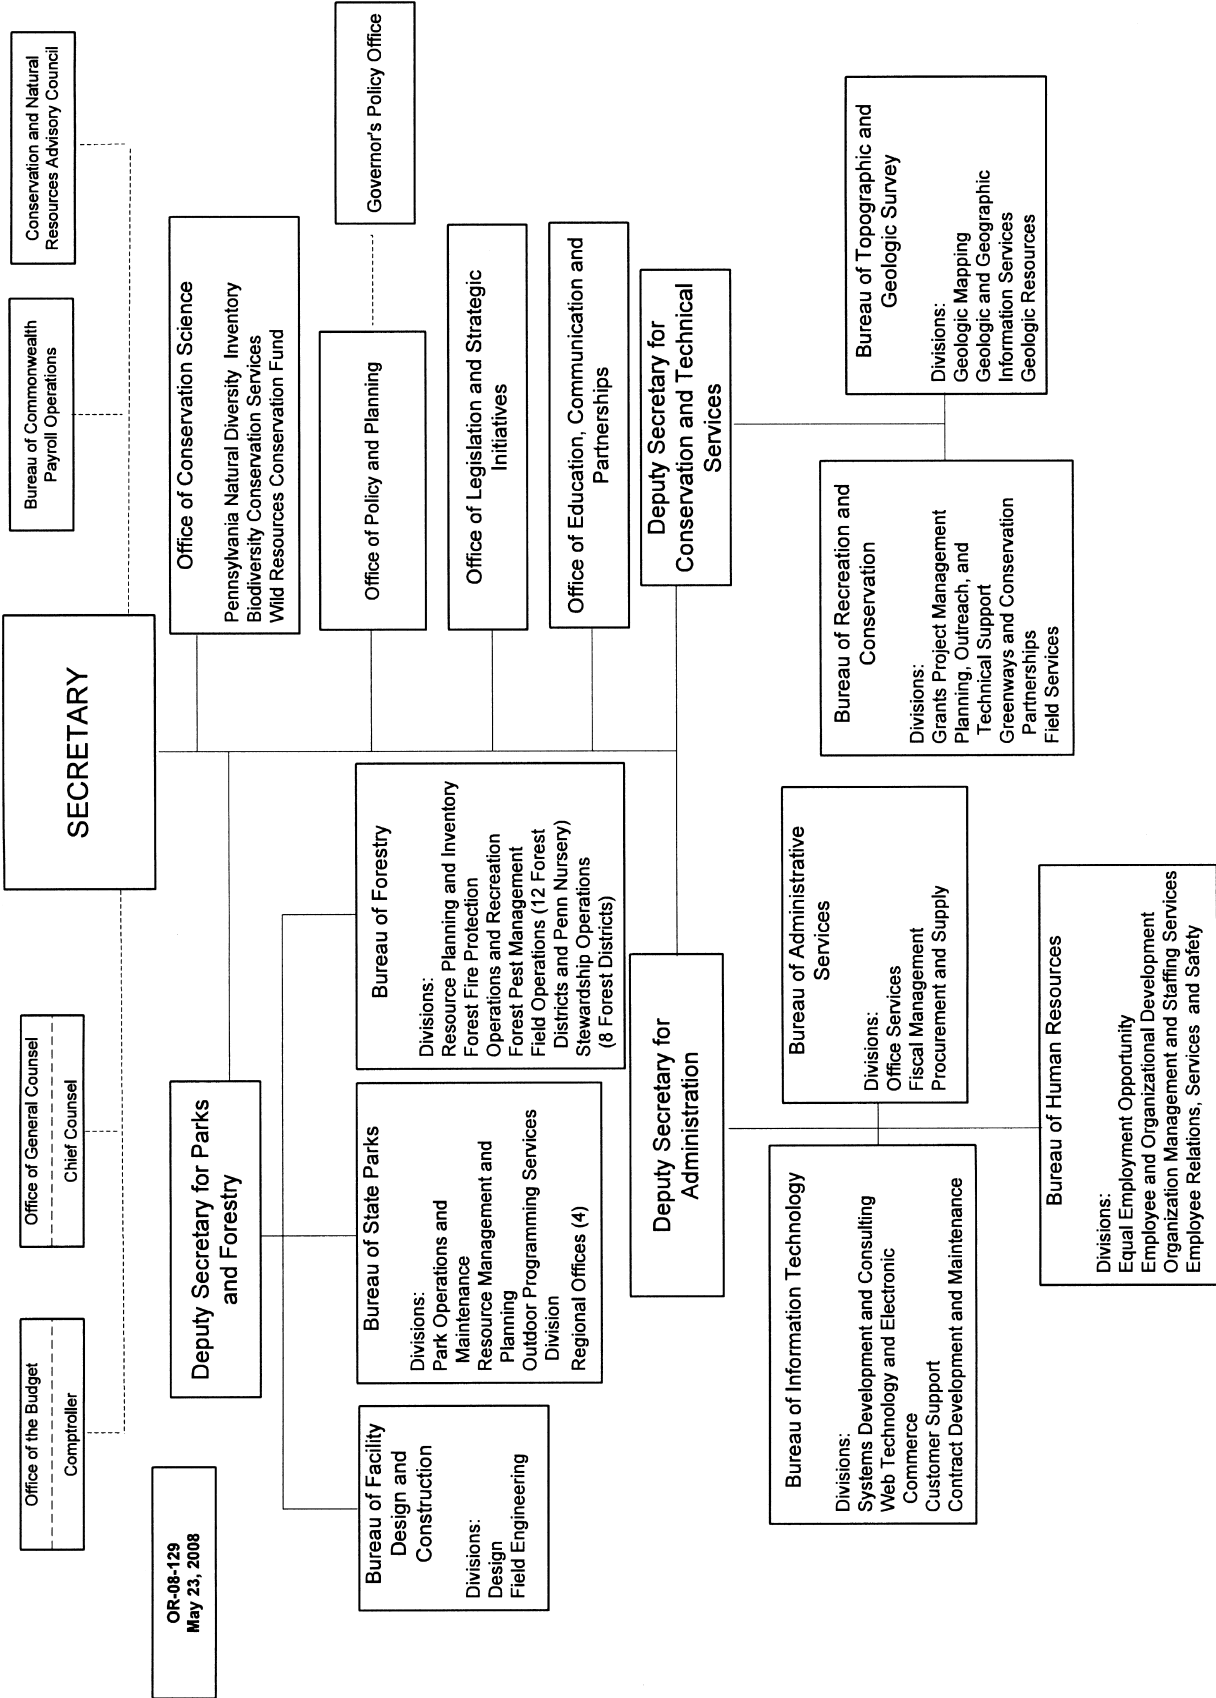 Office of the Budget
Comptroller
Office of General Counsel
Chief Counsel
SECRETARY
Bureau of Commonwealth
Payroll Operations
Conservation and Natural
Resources Advisory Council
OR-08-129
May 23, 2008
Deputy Secretary for Parks
and Forestry
Office of Conservation Science
Pennsylvania Natural Diversity Inventory
Biodiversity Conservation Services
Wild Resources Conservation Fund
Office of Policy and Planning
Governor's Policy Office
Office of Legislation and Strategic
Initiatives
Office of Education, Communication and
Partnerships
Bureau of Facility
Design and
Construction
Divisions:
Design
Field Engineering
Bureau of State Parks
Divisions:
Park Operations and
Maintenance
Resource Management and
Planning
Outdoor Programming Services
Division
Regional Offices (4)
Bureau of Forestry
Divisions:
Resource Planning and Inventory
Forest Fire Protection
Operations and Recreation
Forest Pest Management
Field Operations (12 Forest
Districts and Penn Nursery)
Stewardship Operations
(8 Forest Districts)
Deputy Secretary for
Administration
Deputy Secretary for
Conservation and Technical
Services
Bureau of Information Technology
Divisions:
Systems Development and Consulting
Web Technology and Electronic
Commerce
Customer Support
Contract Development and Maintenance
Bureau of Administrative
Services
Divisions:
Office Services
Fiscal Management
Procurement and Supply
Bureau of Human Resources
Divisions:
Equal Employment Opportunity
Employee and Organizational Development
Organization Management and Staffing Services
Employee Relations, Services and Safety
Bureau of Recreation and
Conservation
Divisions:
Grants Project Management
Planning, Outreach, and
Technical Support
Greenways and Conservation
Partnerships
Field Services
Bureau of Topographic and
Geologic Survey
Divisions:
Geologic Mapping
Geologic and Geographic
Information Services
Geologic Resources